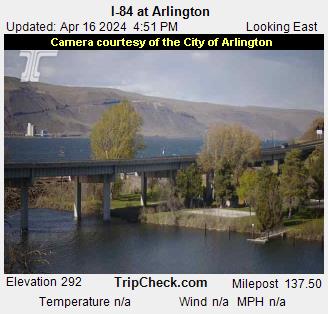 I-84 at Arlington
Updated: Apr 16 2024 4:51 PM Looking East
Camera courtesy of the City of Arlington
Elevation 292 TripCheck.com Milepost 137.50
Temperature n/a Wind n/a MPH n/a